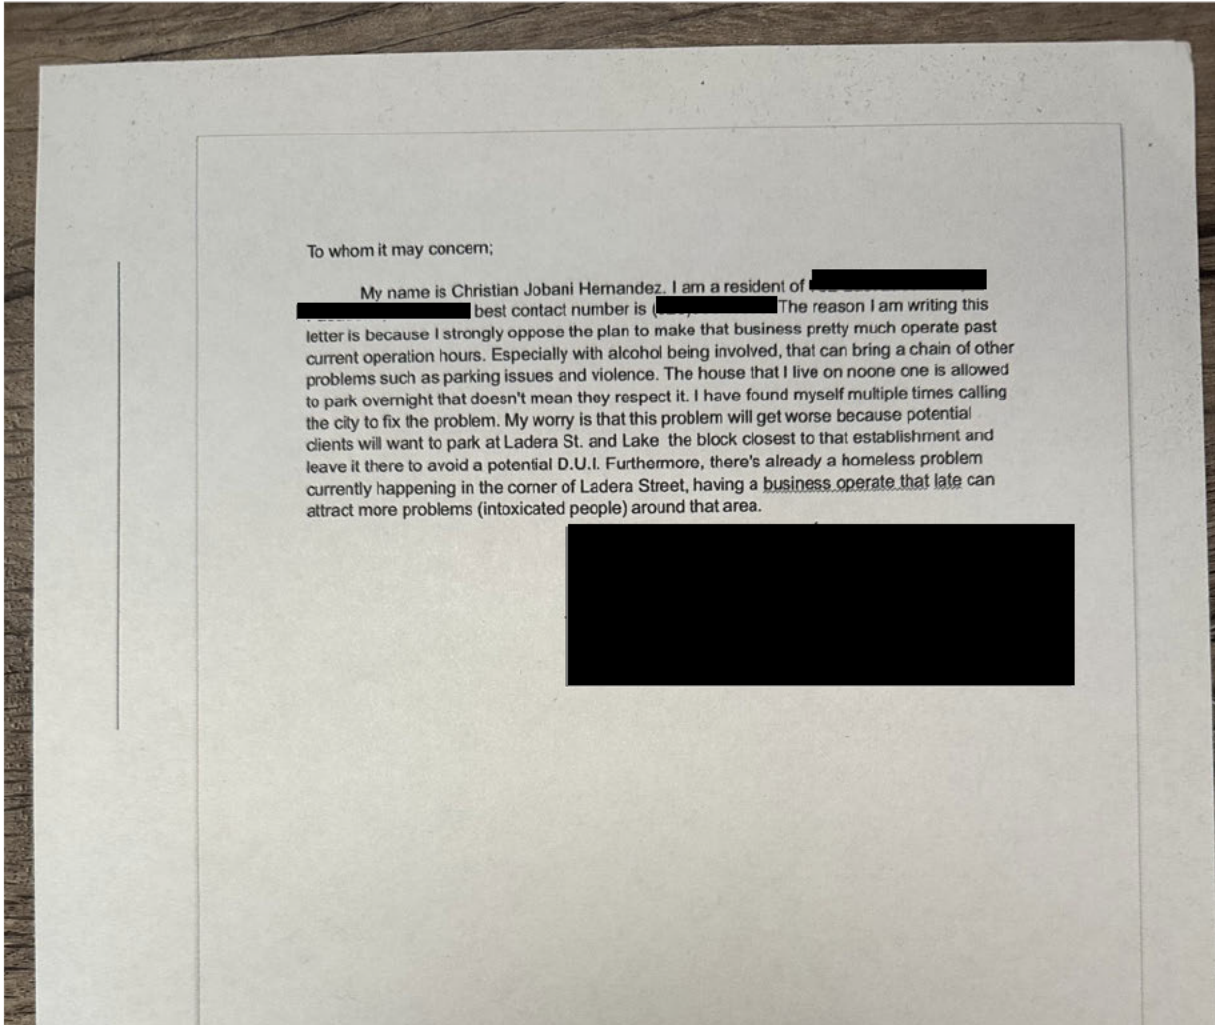 To whom it may concern;
My name is Christian Jobani Hernandez. I am a resident of
best contact number is ( The reason I am writing this
letter is because I strongly oppose the plan to make that business pretty much operate past
current operation hours. Especially with alcohol being involved, that can bring a chain of other
problems such as parking issues and violence. The house that I live on noone one is allowed
to park overnight that doesn't mean they respect it. I have found myself multiple times calling
the city to fix the problem. My worry is that this problem will get worse because potential
clients will want to park at Ladera St. and Lake the block closest to that establishment and
leave it there to avoid a potential D.U.I. Furthermore, there's already a homeless problem
currently happening in the corner of Ladera Street, having a business operate that late can
attract more problems (intoxicated people) around that area.